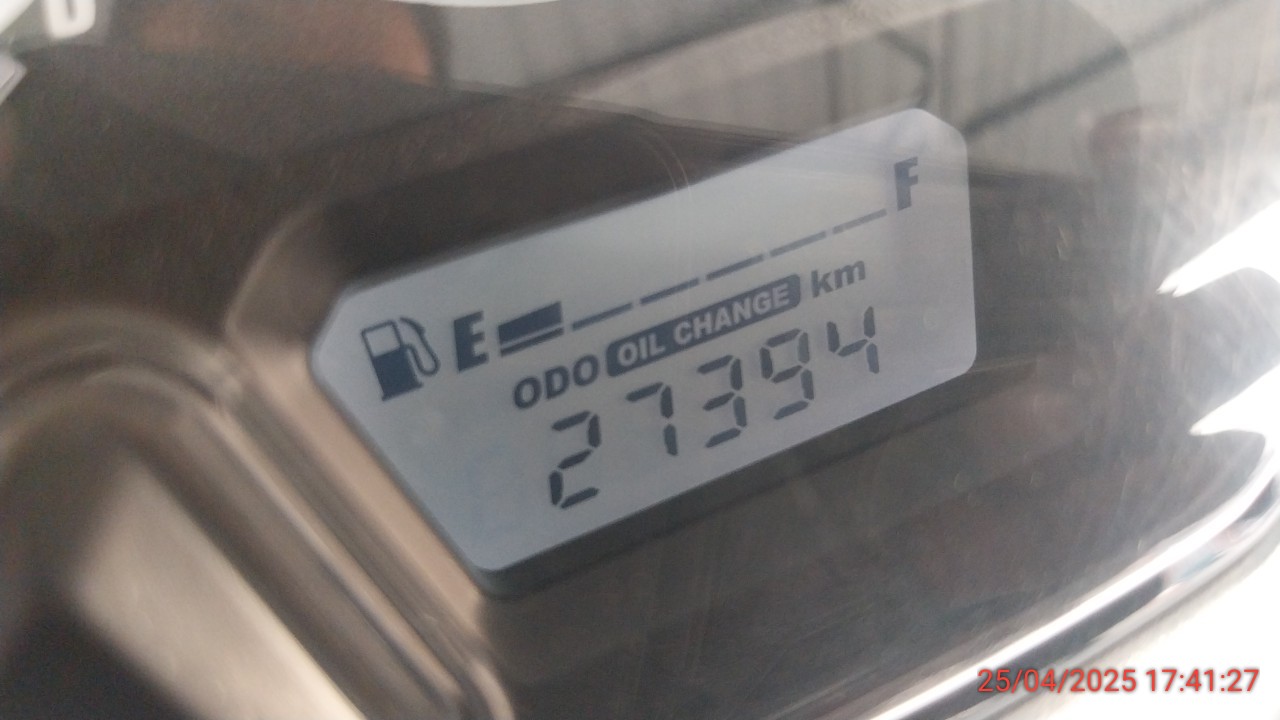 E F
ODO OIL CHANGE km
27394
25/04/2025 17:41:27